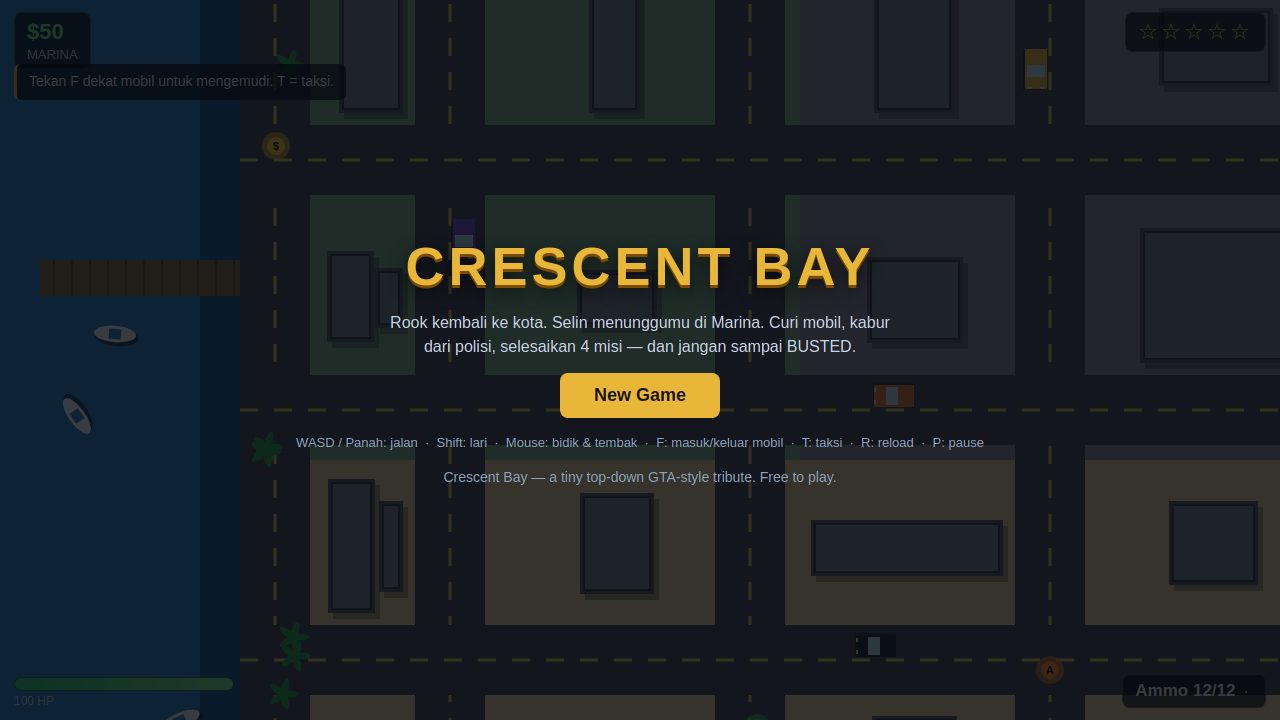 $50
MARINA
☆☆☆☆☆
Tekan F dekat mobil untuk mengemudi. T = taksi.
$
CRESCENT BAY
Rook kembali ke kota. Selin menunggumu di Marina. Curi mobil, kabur
dari polisi, selesaikan 4 misi — dan jangan sampai BUSTED.
New Game
WASD / Panah: jalan · Shift: lari · Mouse: bidik & tembak · F: masuk/keluar mobil · T: taksi · R: reload · P: pause
Crescent Bay — a tiny top-down GTA-style tribute. Free to play.
A
100 HP
Ammo 12/12 ·